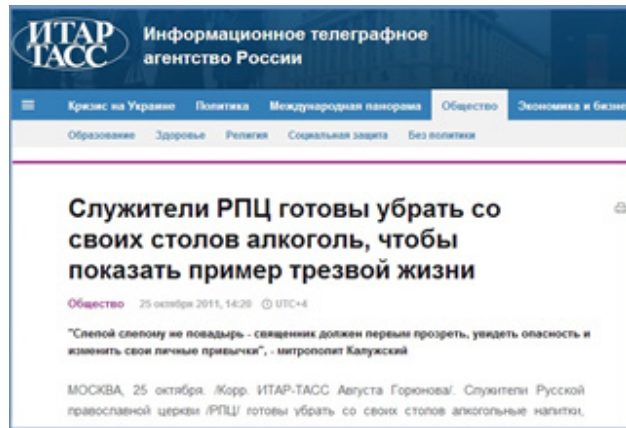 ИТАР ТАСС
Информационное телеграфное
агентство России
Кризис на Украине Политика Международная панорама Общество Экономика и бизне
Образование Здоровье Религия Социальная защита Без политики
Служители РПЦ готовы убрать со
своих столов алкоголь, чтобы
показать пример трезвой жизни
Общество 25 октября 2011, 14:20 UTC+4
"Слепой слепому не повадырь - священник должен первым прозреть, увидеть опасность и
изменить свои личные привычки", - митрополит Калужский
МОСКВА, 25 октября. /Корр. ИТАР-ТАСС Августа Горюнова/. Служители Русской
православной церкви /РПЦ/ готовы убрать со своих столов алкогольные напитки,